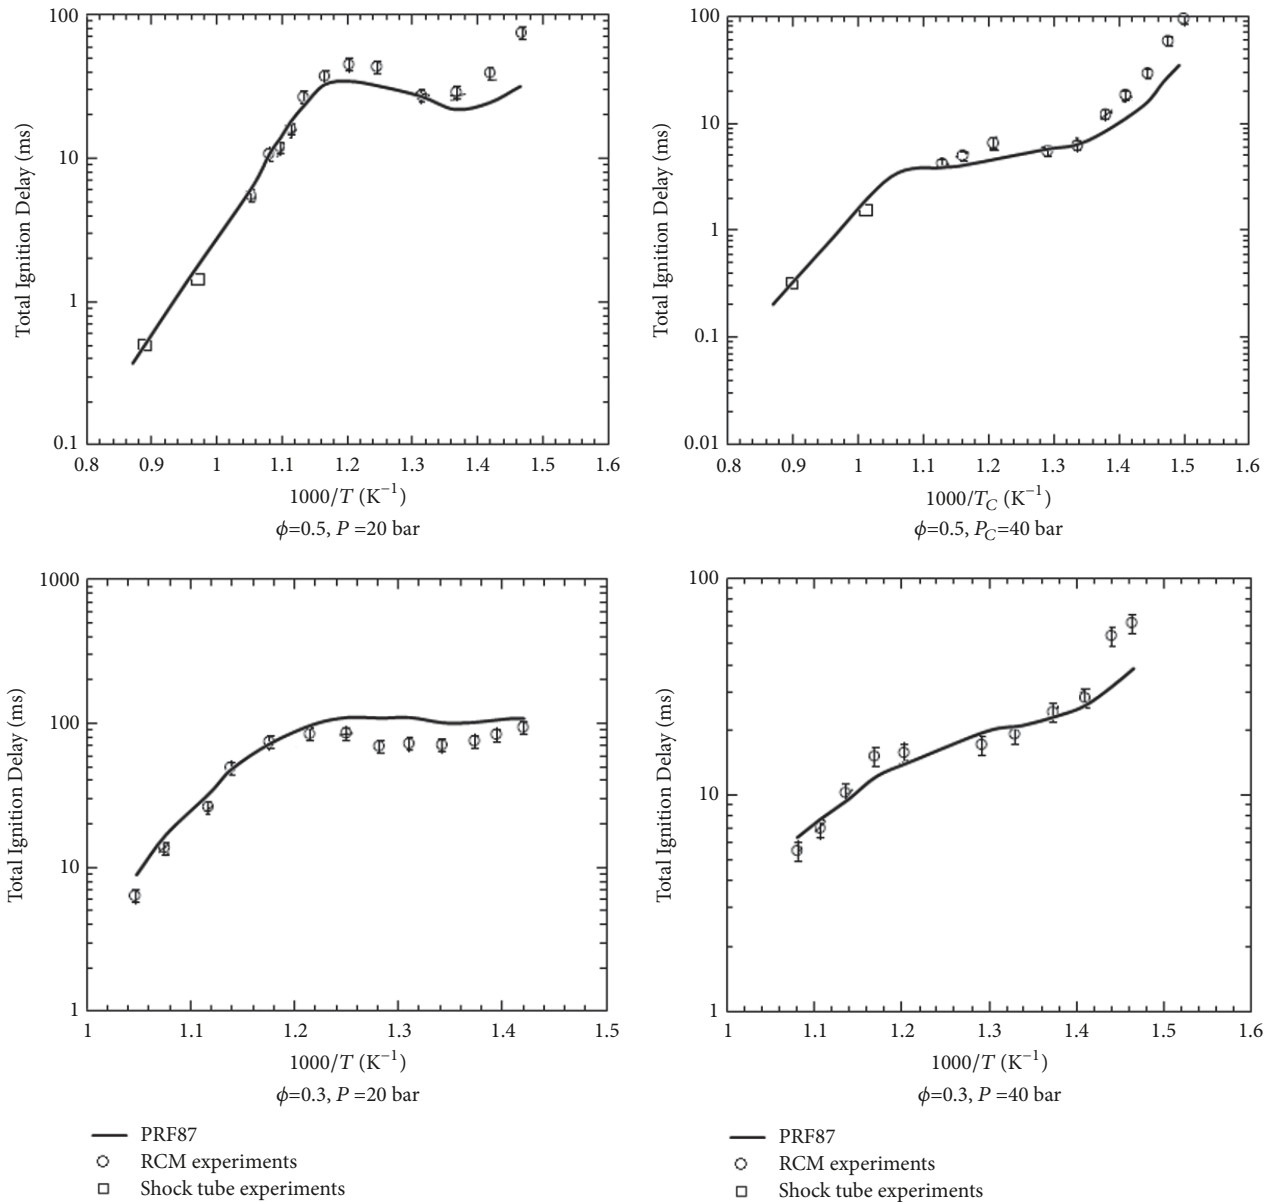 100
10
1
0.1
Total Ignition Delay (ms)
0.8 0.9 1 1.1 1.2 1.3 1.4 1.5 1.6
1000/T (K⁻¹)
ϕ=0.5, P =20 bar
100
10
1
0.1
0.01
Total Ignition Delay (ms)
0.8 0.9 1 1.1 1.2 1.3 1.4 1.5 1.6
1000/T_C (K⁻¹)
ϕ=0.5, P_C=40 bar
1000
100
10
1
Total Ignition Delay (ms)
1 1.1 1.2 1.3 1.4 1.5
1000/T (K⁻¹)
ϕ=0.3, P =20 bar
PRF87
RCM experiments
Shock tube experiments
100
10
1
Total Ignition Delay (ms)
1 1.1 1.2 1.3 1.4 1.5 1.6
1000/T (K⁻¹)
ϕ=0.3, P =40 bar
PRF87
RCM experiments
Shock tube experiments